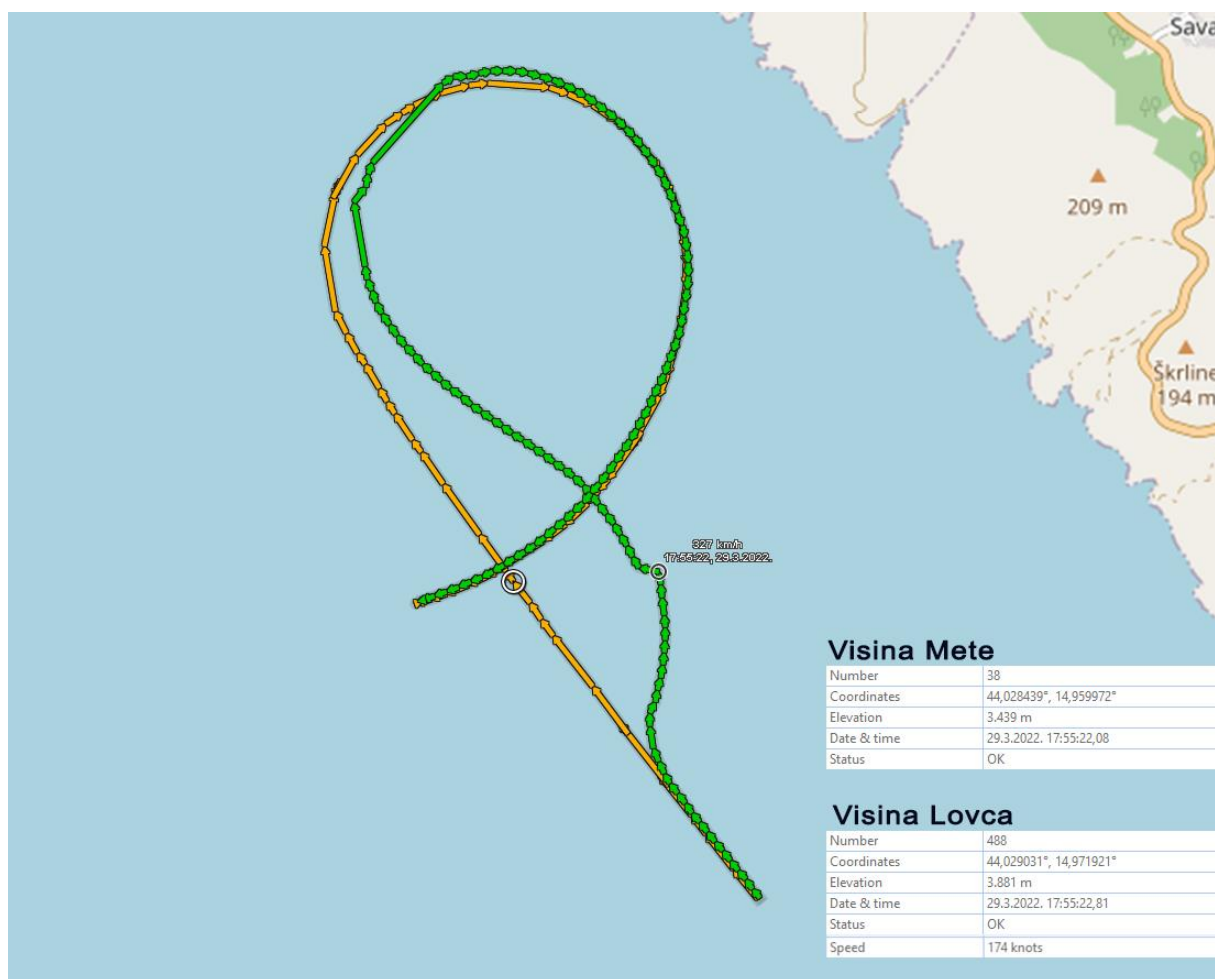 Sava
209 m
Škrline
194 m
327 km/h
17:55:22, 29.3.2022.
Visina Mete
Number 38
Coordinates 44,028439°, 14,959972°
Elevation 3.439 m
Date & time 29.3.2022. 17:55:22,08
Status OK
Visina Lovca
Number 488
Coordinates 44,029031°, 14,971921°
Elevation 3.881 m
Date & time 29.3.2022. 17:55:22,81
Status OK
Speed 174 knots